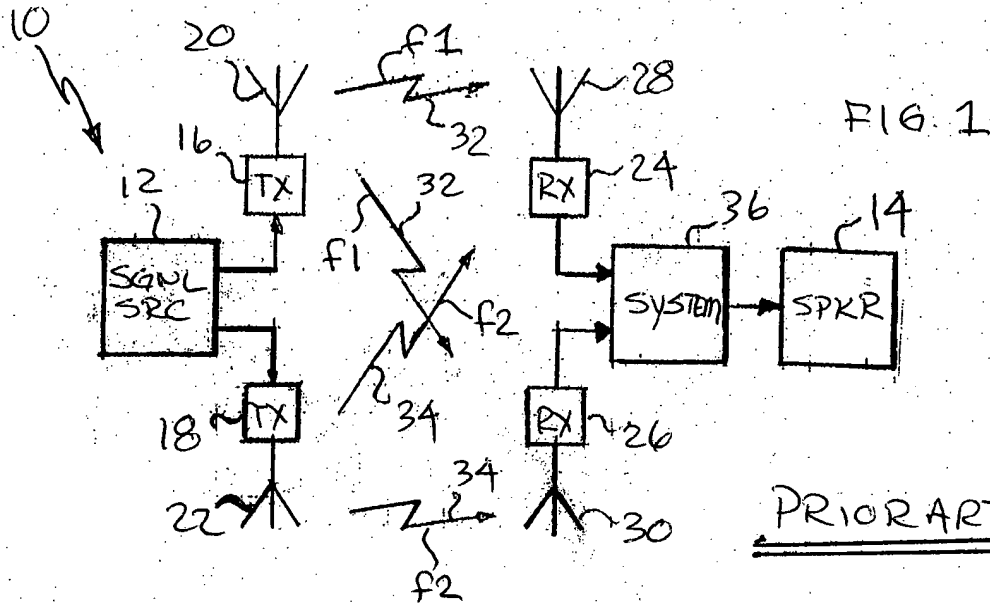 10
20
f1
28
FIG. 1
32
16
TX
RX
24
12
32
36
14
f1
SGNL
SRC
SYSTEM
SPKR
f2
18
TX
34
RX
26
34
22
30
PRIOR ART
f2